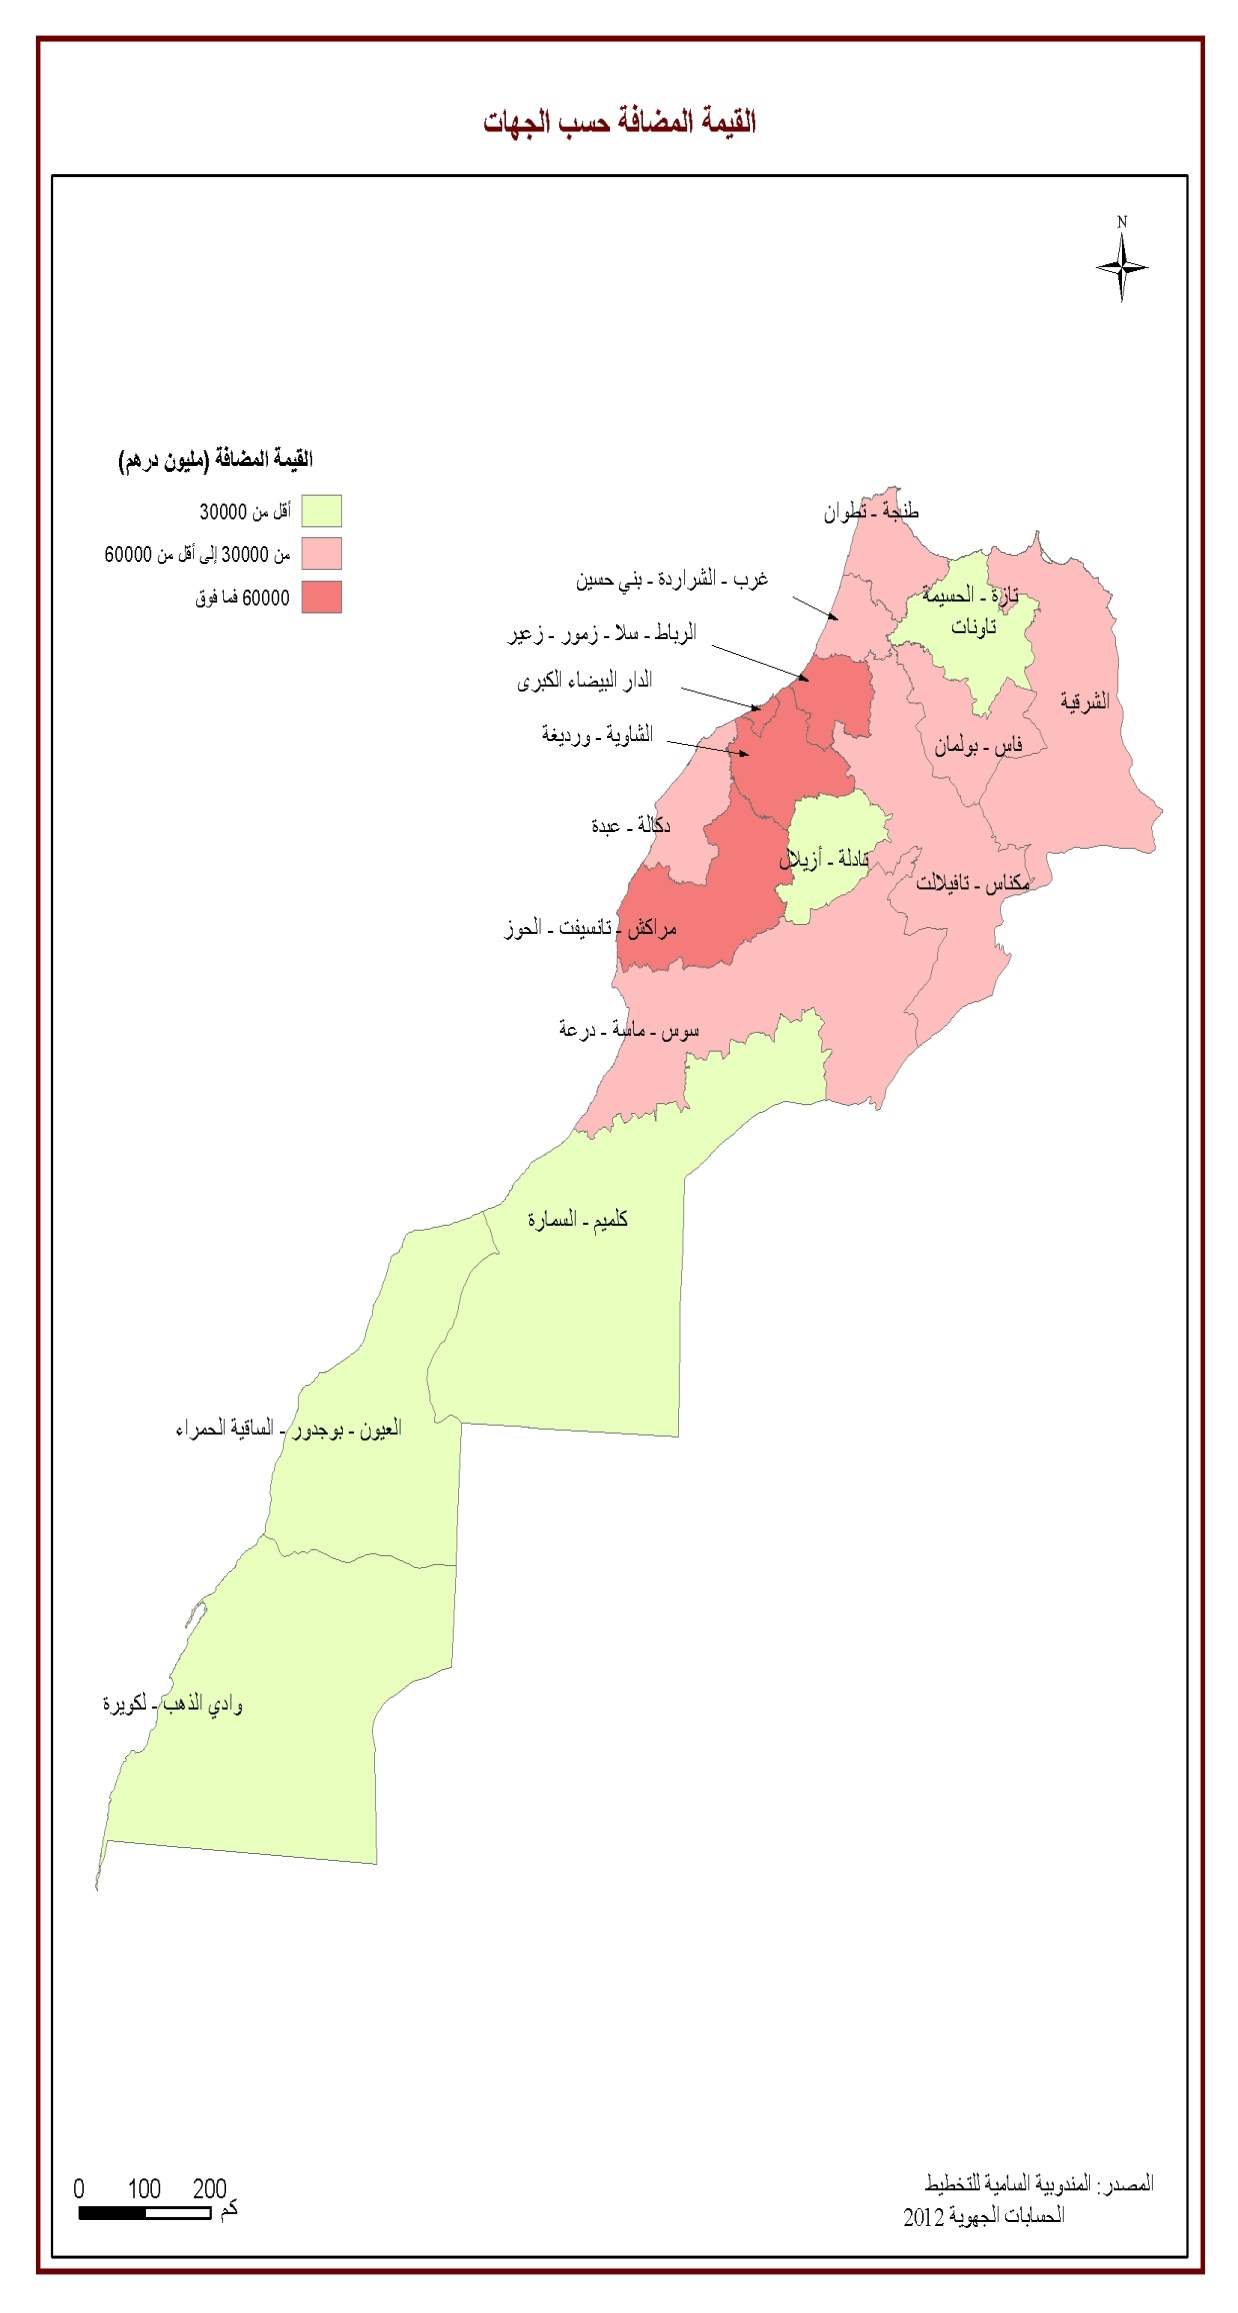 القيمة المضافة حسب الجهات
N
القيمة المضافة (مليون درهم)
أقل من 30000
من 30000 إلى أقل من 60000
60000 فما فوق
طنجة - تطوان
غرب - الشراردة - بني حسين
تازة - الحسيمة
تاونات
الرباط - سلا - زمور - زعير
الدار البيضاء الكبرى
الشرقية
الشاوية - ورديغة
فاس - بولمان
دكالة - عبدة
تادلة - أزيلال
مكناس - تافيلالت
مراكش - تانسيفت - الحوز
سوس - ماسة - درعة
كلميم - السمارة
العيون - بوجدور - الساقية الحمراء
وادي الذهب - لكويرة
0 100 200
كم
المصدر: المندوبية السامية للتخطيط
الحسابات الجهوية 2012